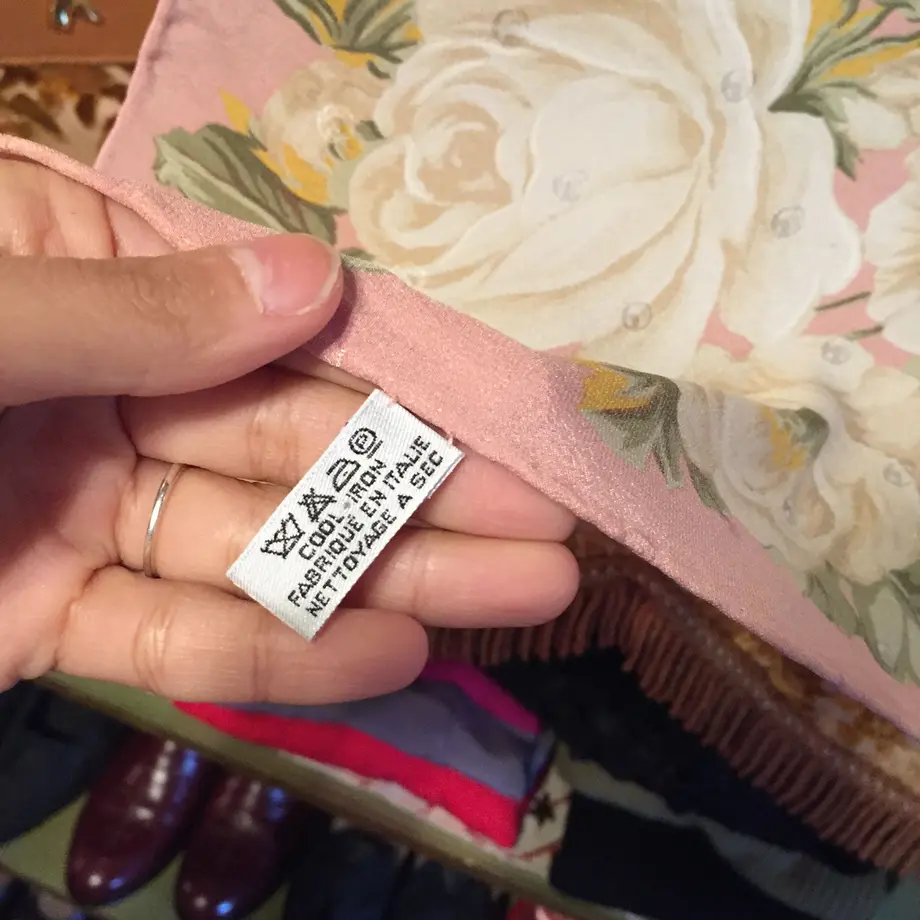 P
COOL IRON
FABRIQUE EN ITALIE
NETTOYAGE A SEC